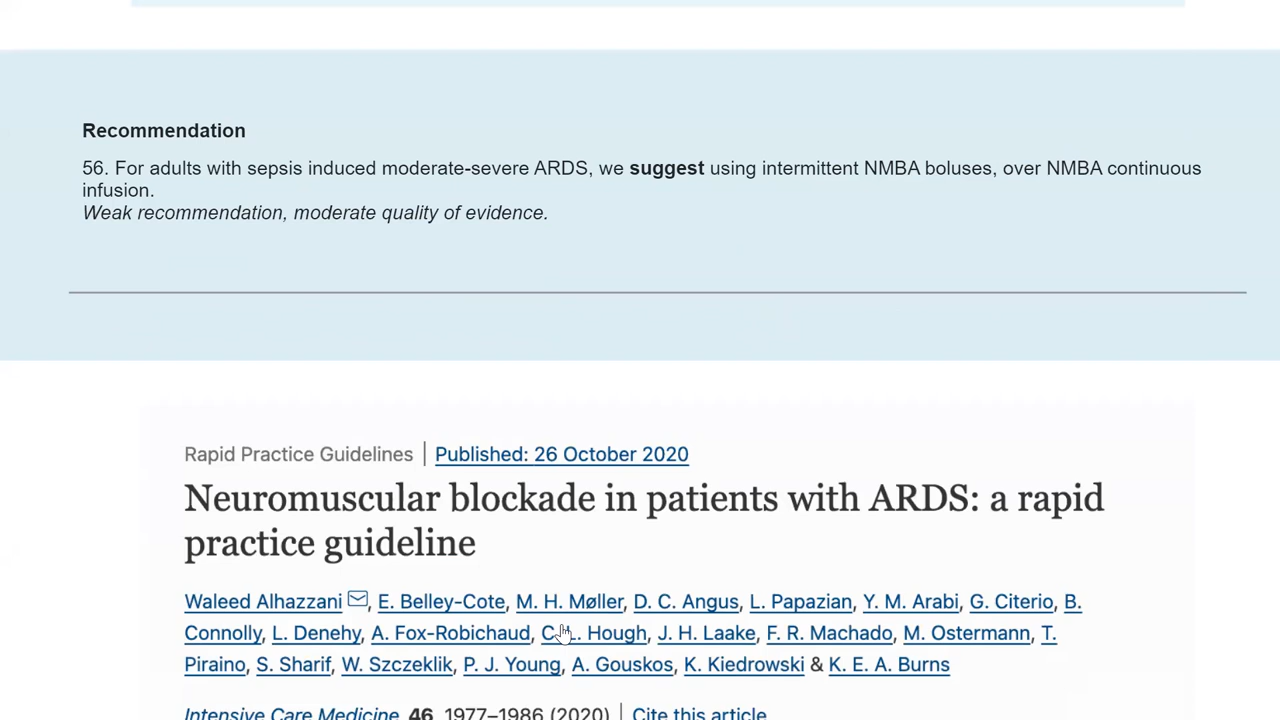 Recommendation
56. For adults with sepsis induced moderate-severe ARDS, we suggest using intermittent NMBA boluses, over NMBA continuous
infusion.
Weak recommendation, moderate quality of evidence.
Rapid Practice Guidelines | Published: 26 October 2020
Neuromuscular blockade in patients with ARDS: a rapid
practice guideline
Waleed Alhazzani, E. Belley-Cote, M. H. Møller, D. C. Angus, L. Papazian, Y. M. Arabi, G. Citerio, B.
Connolly, L. Denehy, A. Fox-Robichaud, C. L. Hough, J. H. Laake, F. R. Machado, M. Ostermann, T.
Piraino, S. Sharif, W. Szczeklik, P. J. Young, A. Gouskos, K. Kiedrowski & K. E. A. Burns
Intensive Care Medicine 46, 1977–1986 (2020) | Cite this article